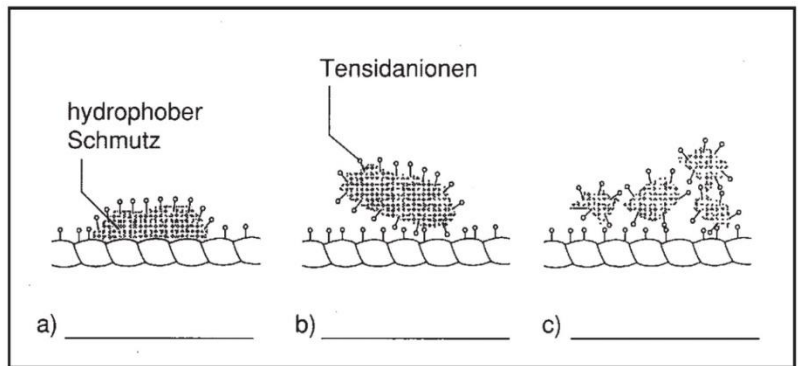 Tensidanionen
hydrophober
Schmutz
a)
b)
c)